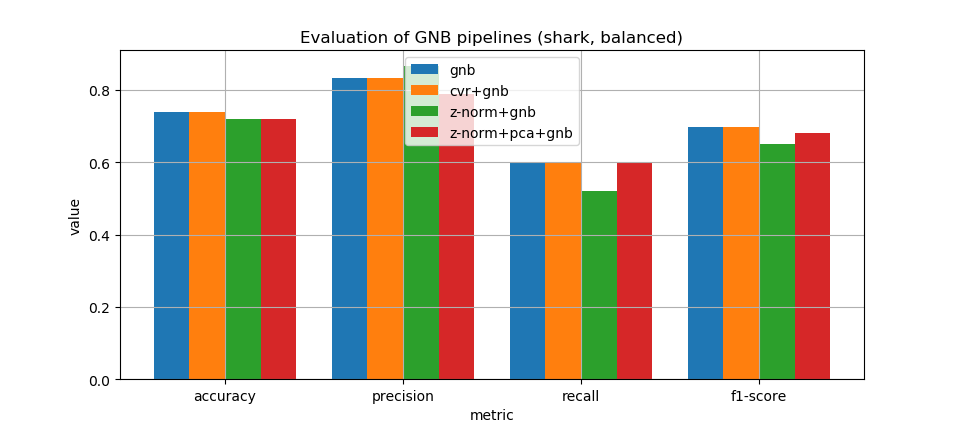 Evaluation of GNB pipelines (shark, balanced)
gnb
cvr+gnb
z-norm+gnb
z-norm+pca+gnb
0.8
0.6
0.4
0.2
0.0
value
accuracy
precision
recall
f1-score
metric